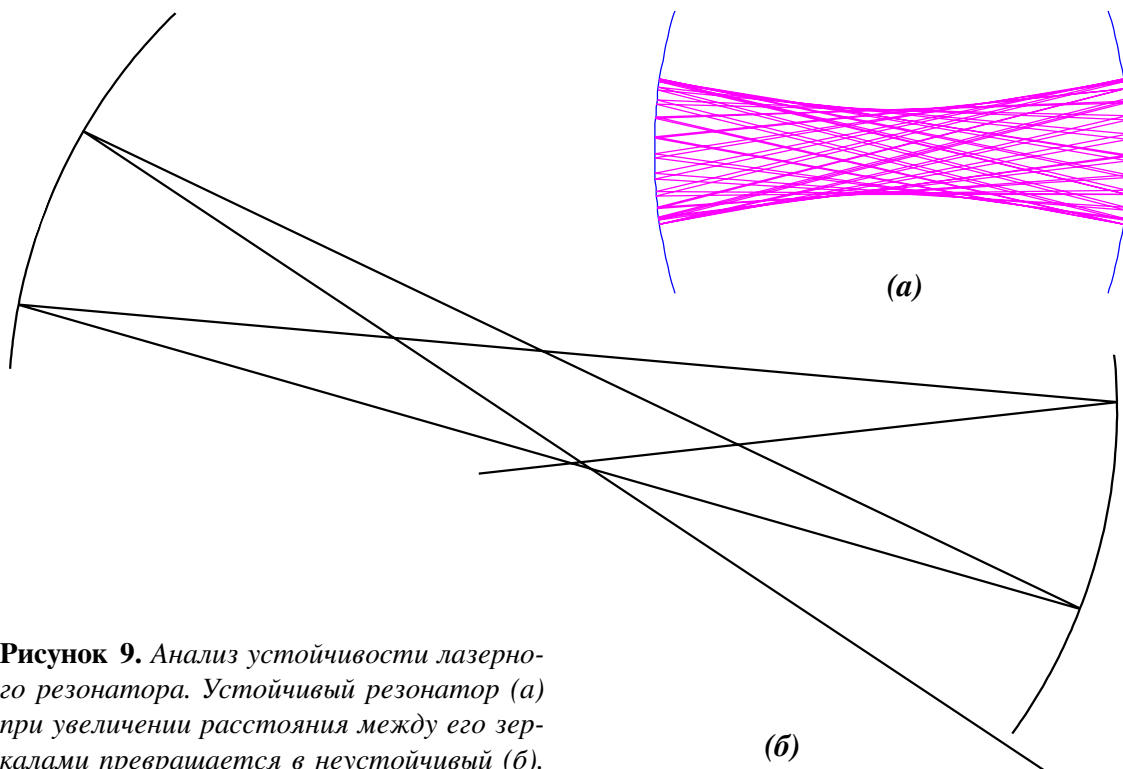 (а)
Рисунок 9. Анализ устойчивости лазерно-
го резонатора. Устойчивый резонатор (а)
при увеличении расстояния между его зер-
калами превращается в неустойчивый (б).
(б)